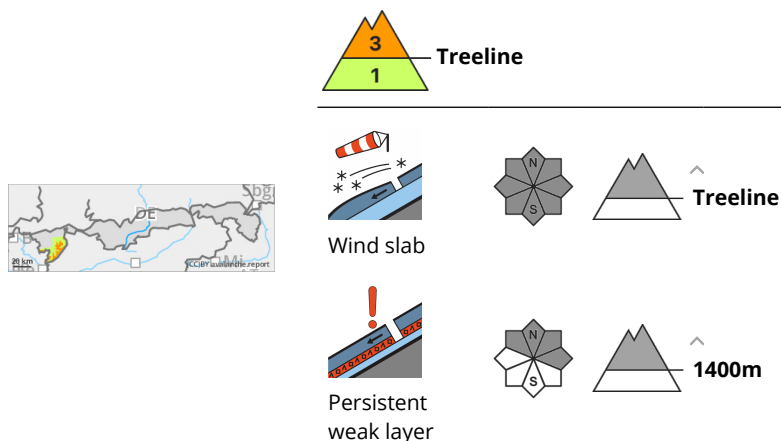 3
Treeline
1
N
S
Treeline
Wind slab
Sbg
DE
20 km
(CC) BY avalanche.report
N
S
1400m
Persistent
weak layer